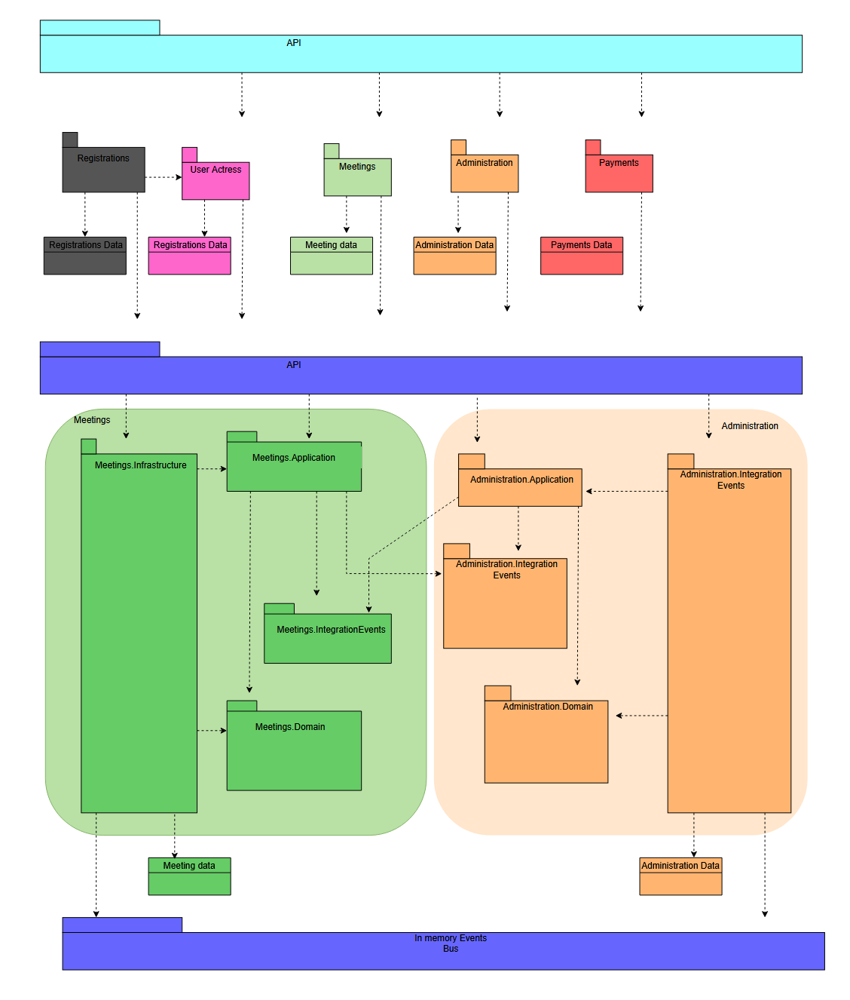 API
Registrations
User Actress
Meetings
Administration
Payments
Registrations Data
Registrations Data
Meeting data
Administration Data
Payments Data
API
Meetings
Administration
Meetings.Infrastructure
Meetings.Application
Administration.Application
Administration.Integration
Events
Administration.Integration
Events
Meetings.IntegrationEvents
Meetings.Domain
Administration.Domain
Meeting data
Administration Data
In memory Events
Bus